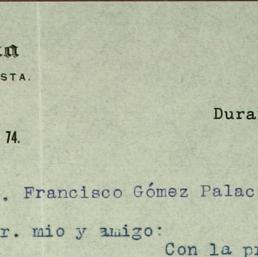 STA.
Dura
74.
. Francisco Gómez Palac
r. mio y amigo:
Con la pr